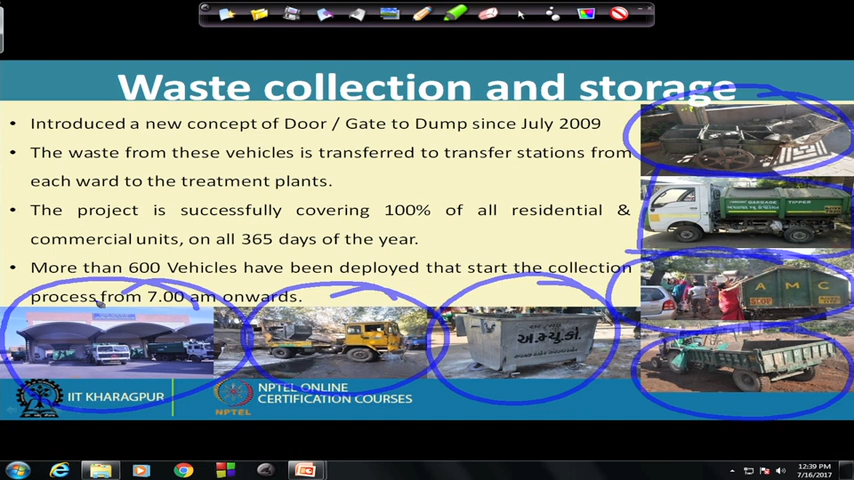 Waste collection and storage
• Introduced a new concept of Door / Gate to Dump since July 2009
• The waste from these vehicles is transferred to transfer stations from
each ward to the treatment plants.
• The project is successfully covering 100% of all residential &
commercial units, on all 365 days of the year.
• More than 600 Vehicles have been deployed that start the collection
process from 7.00 am onwards.
GARBAGE TIPPER
A M C
STOP
અ.મ્યુ.કો.
IIT KHARAGPUR
NPTEL
NPTEL ONLINE
CERTIFICATION COURSES
12:39 PM
7/16/2017